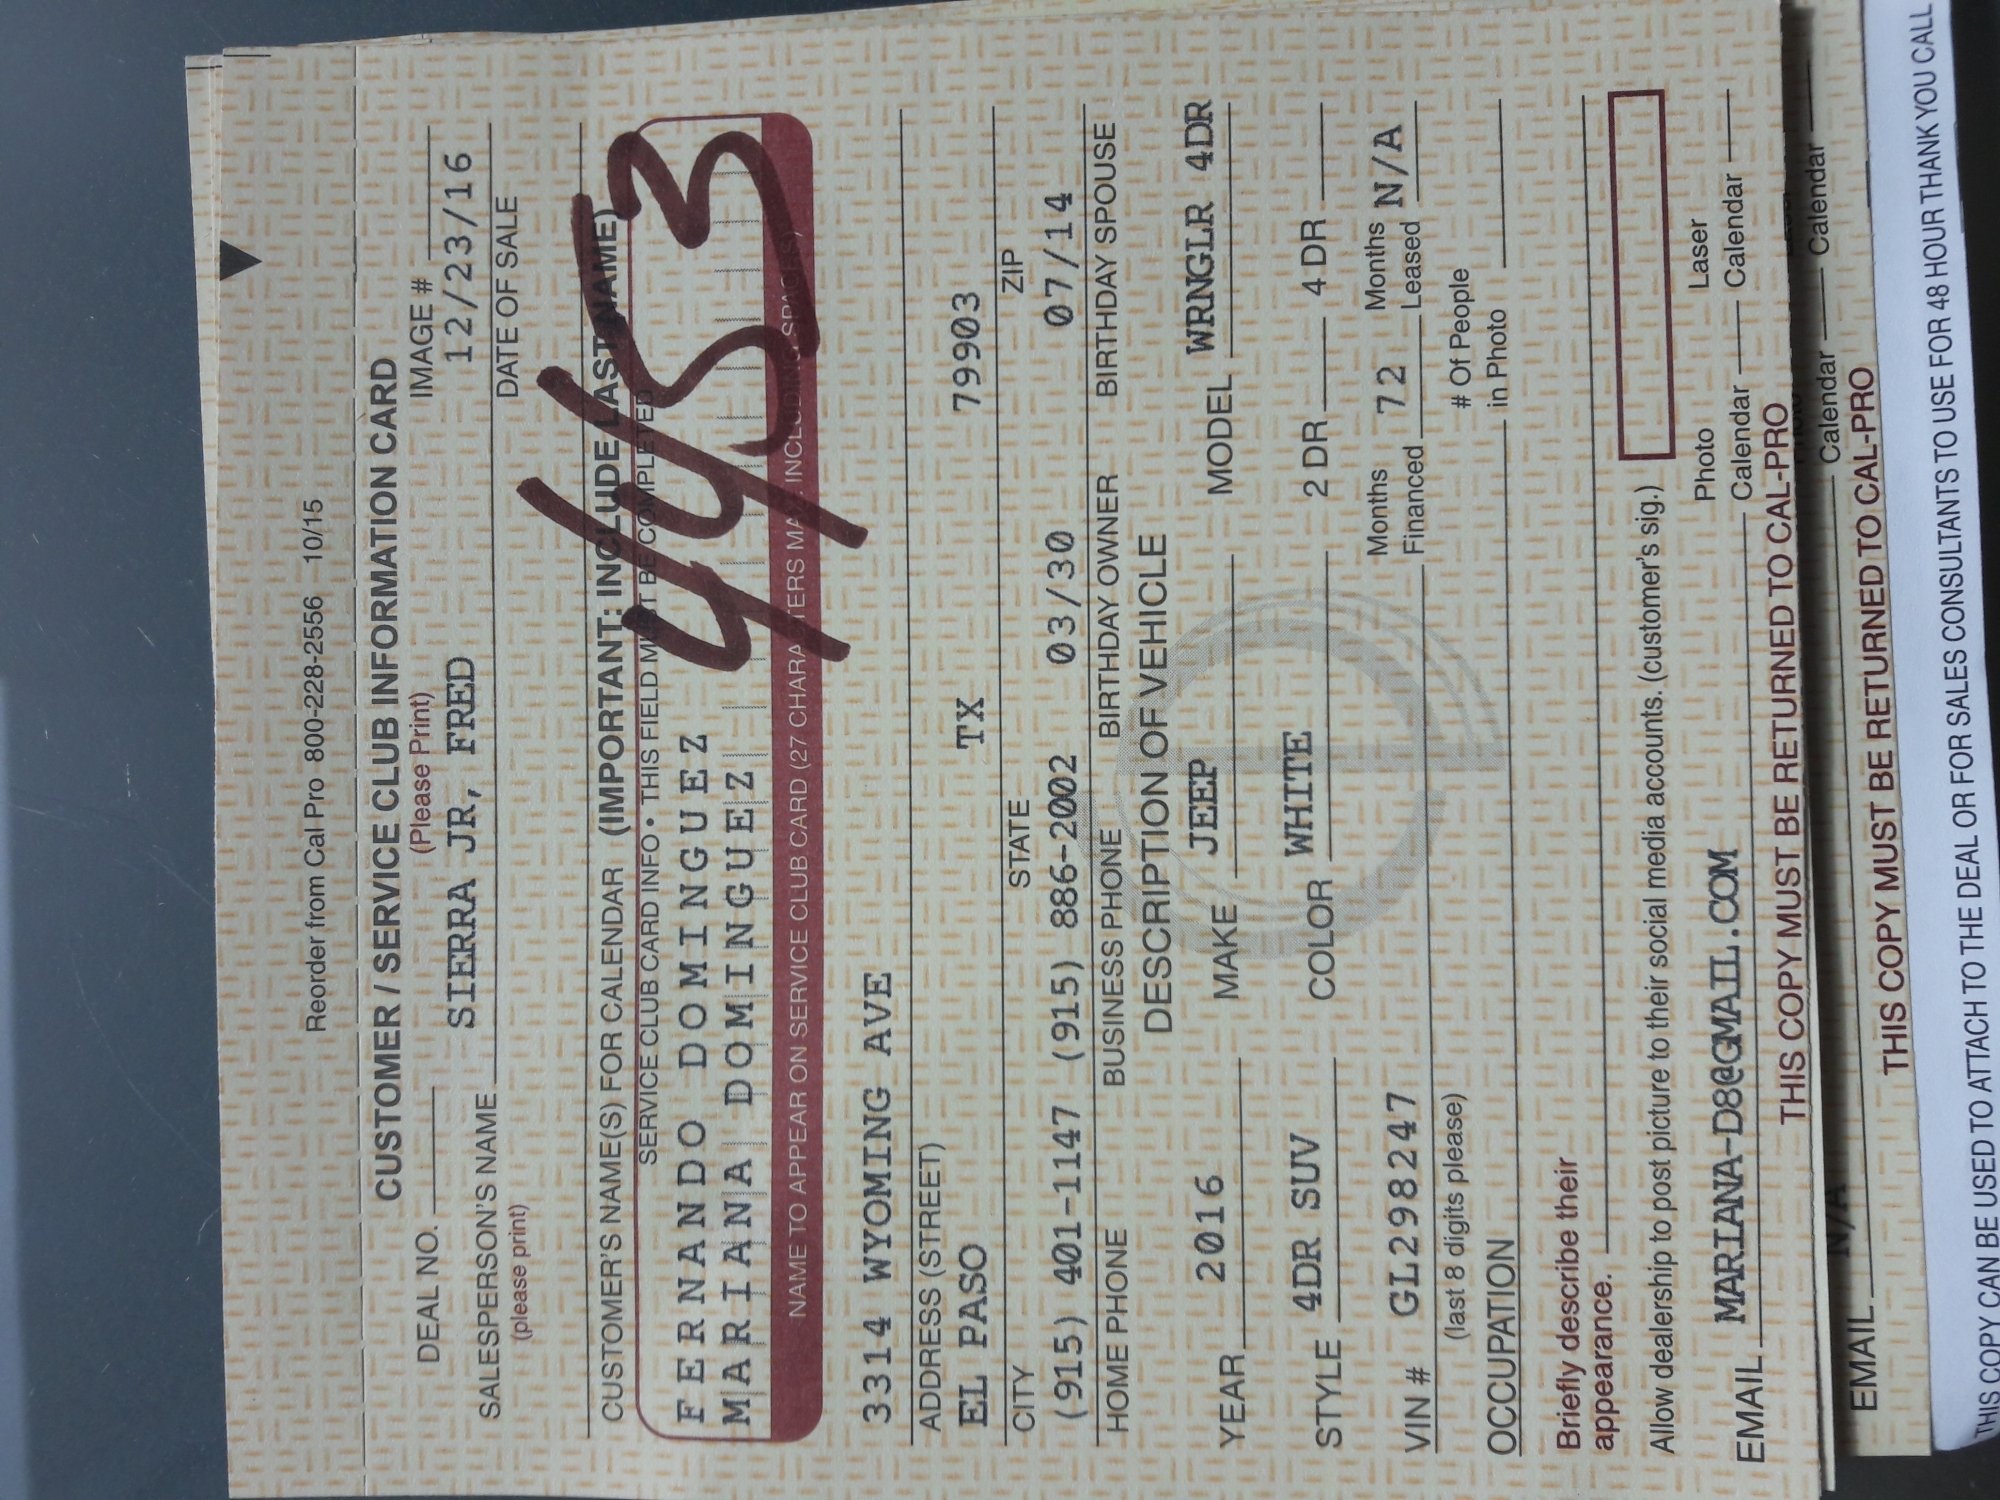 Reorder from Cal Pro 800-228-2556 10/15
CUSTOMER / SERVICE CLUB INFORMATION CARD
(Please Print)
DEAL NO. IMAGE #
SIERRA JR, FRED 12/23/16
SALESPERSON'S NAME DATE OF SALE
(please print)
CUSTOMER'S NAME(S) FOR CALENDAR (IMPORTANT: INCLUDE LAST NAME)
SERVICE CLUB CARD INFO • THIS FIELD MUST BE COMPLETED
4453
FERNANDO DOMINGUEZ
MARIANA DOMINGUEZ
NAME TO APPEAR ON SERVICE CLUB CARD (27 CHARACTERS MAX. INCLUDING SPACES)
3314 WYOMING AVE
ADDRESS (STREET)
EL PASO TX 79903
CITY STATE ZIP
(915) 401-1147 (915) 886-2002 03/30 07/14
HOME PHONE BUSINESS PHONE BIRTHDAY OWNER BIRTHDAY SPOUSE
DESCRIPTION OF VEHICLE
YEAR 2016 MAKE JEEP MODEL WRNGLR 4DR
STYLE 4DR SUV COLOR WHITE 2 DR 4 DR
VIN # GL298247 Months Financed 72 Months Leased N/A
(last 8 digits please)
OCCUPATION # Of People in Photo
Briefly describe their
appearance.
Allow dealership to post picture to their social media accounts. (customer's sig.)
Photo Laser
EMAIL MARIANA-D8@GMAIL.COM Calendar Calendar
THIS COPY MUST BE RETURNED TO CAL-PRO
EMAIL N/A Calendar Calendar
THIS COPY MUST BE RETURNED TO CAL-PRO
THIS COPY CAN BE USED TO ATTACH TO THE DEAL OR FOR SALES CONSULTANTS TO USE FOR 48 HOUR THANK YOU CALL